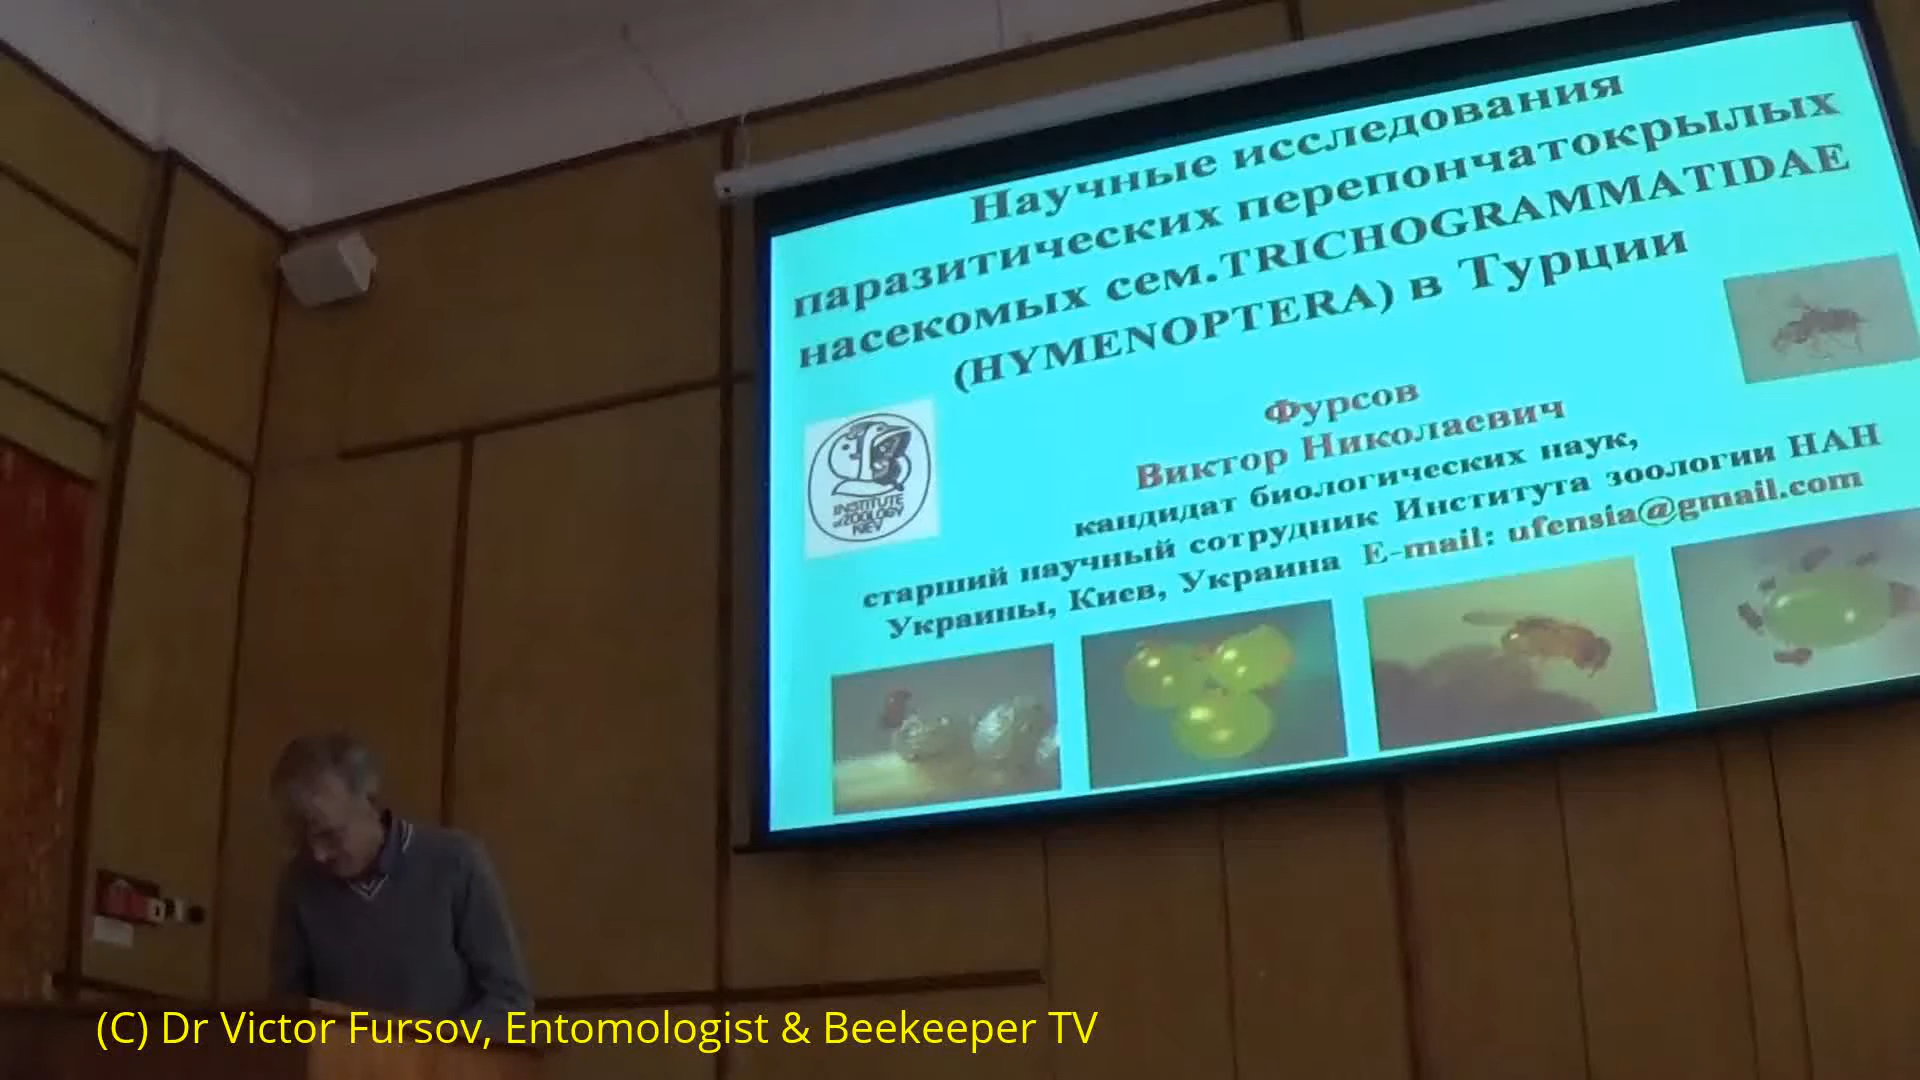 Научные исследования
паразитических перепончатокрылых
насекомых сем.TRICHOGRAMMATIDAE
(HYMENOPTERA) в Турции
Фурсов
Виктор Николаевич
кандидат биологических наук,
старший научный сотрудник Института зоологии НАН
Украины, Киев, Украина E-mail: ufensia@gmail.com
INSTITUTE
of ZOOLOGY
KIEV
(C) Dr Victor Fursov, Entomologist & Beekeeper TV